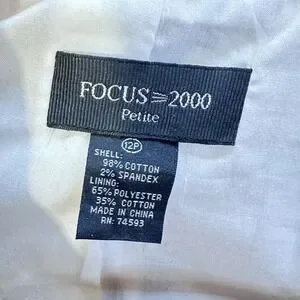 FOCUS 2000
Petite
12P
SHELL:
98% COTTON
2% SPANDEX
LINING:
65% POLYESTER
35% COTTON
MADE IN CHINA
RN: 74593